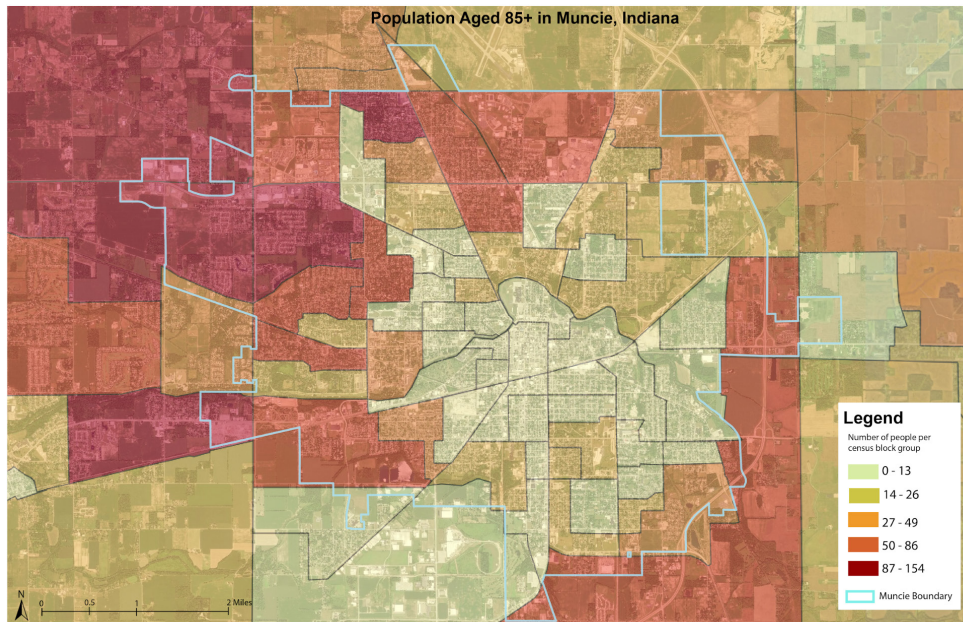 Population Aged 85+ in Muncie, Indiana
Legend
Number of people per
census block group
0 - 13
14 - 26
27 - 49
50 - 86
87 - 154
Muncie Boundary
N
0 0.5 1 2 Miles